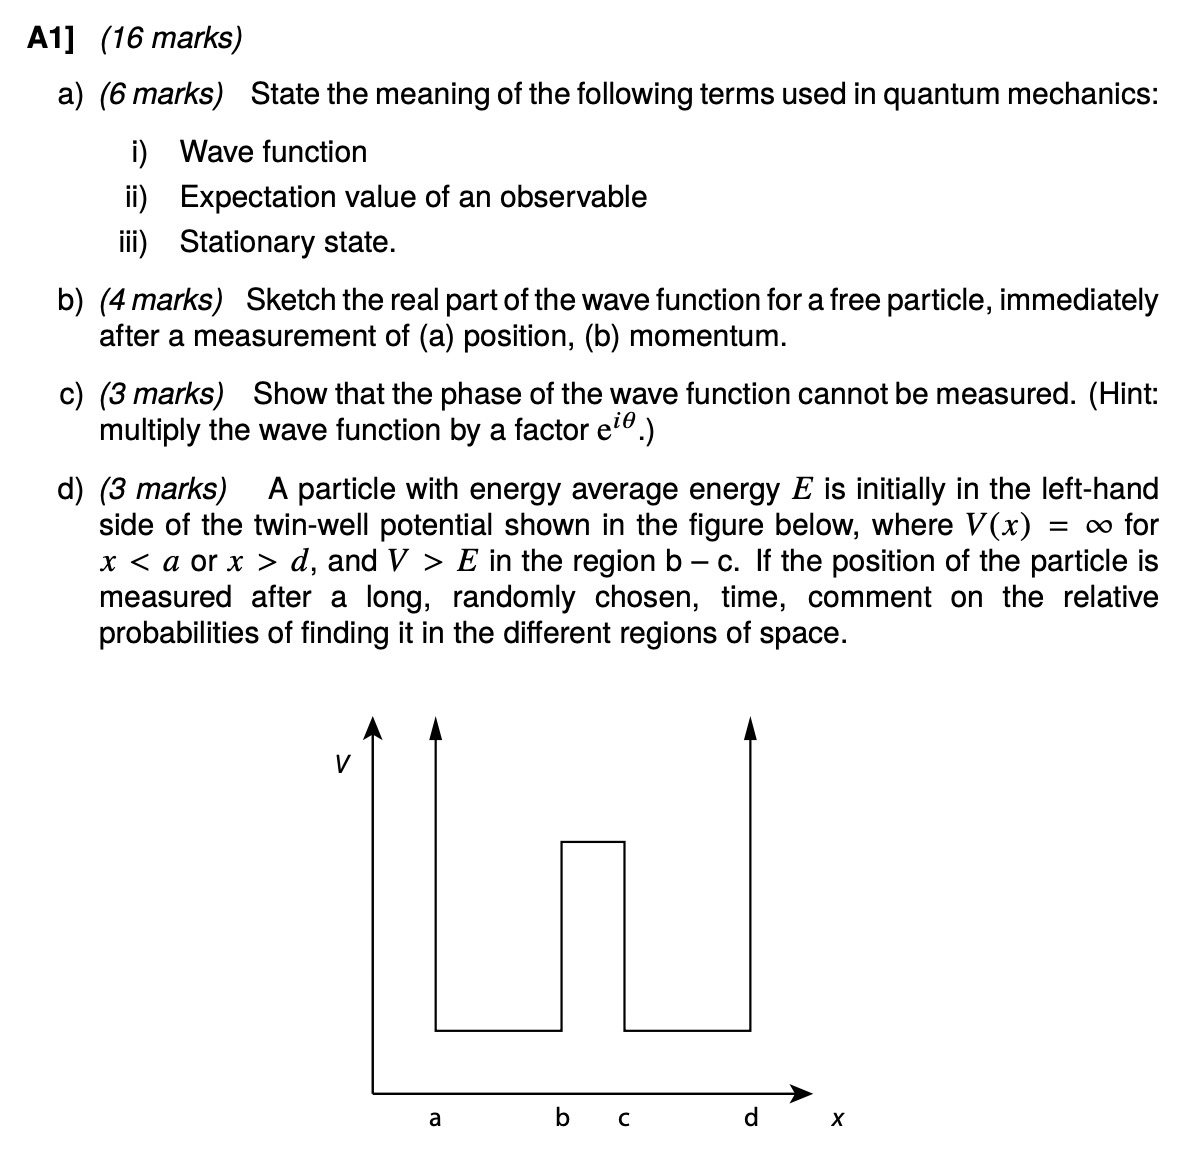 A1] (16 marks)
a) (6 marks) State the meaning of the following terms used in quantum mechanics:
i) Wave function
ii) Expectation value of an observable
iii) Stationary state.
b) (4 marks) Sketch the real part of the wave function for a free particle, immediately
after a measurement of (a) position, (b) momentum.
c) (3 marks) Show that the phase of the wave function cannot be measured. (Hint:
multiply the wave function by a factor e^{iθ}.)
d) (3 marks) A particle with energy average energy E is initially in the left-hand
side of the twin-well potential shown in the figure below, where V(x) = ∞ for
x < a or x > d, and V > E in the region b – c. If the position of the particle is
measured after a long, randomly chosen, time, comment on the relative
probabilities of finding it in the different regions of space.
V
a b c d x